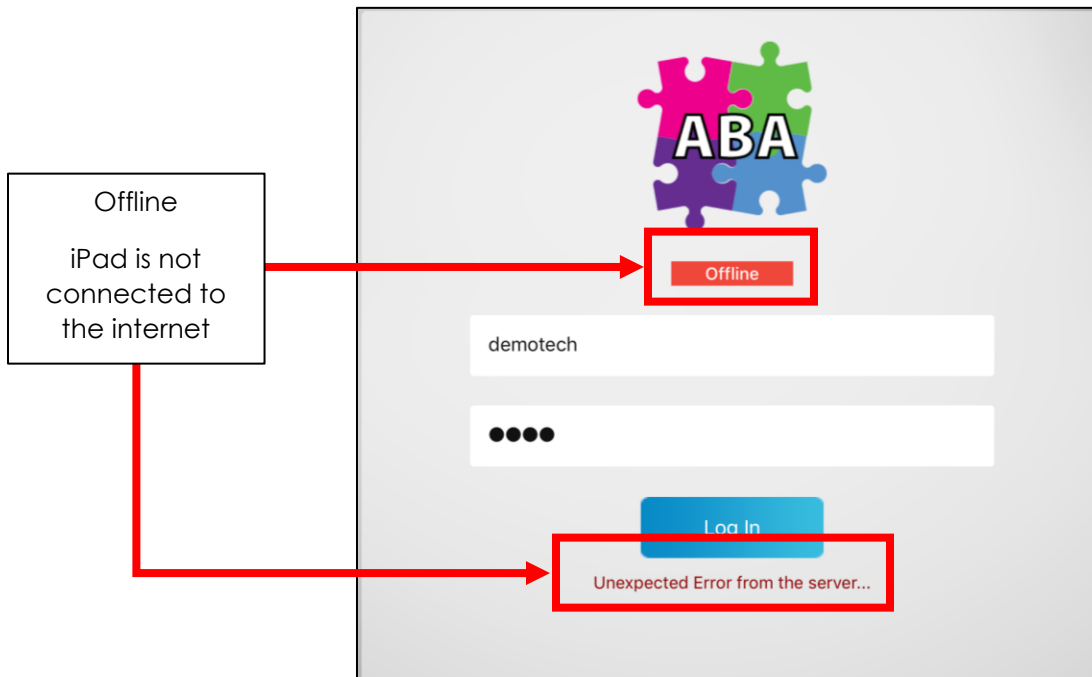 ABA
Offline
iPad is not
connected to
the internet
Offline
demotech
●●●●
Log In
Unexpected Error from the server...